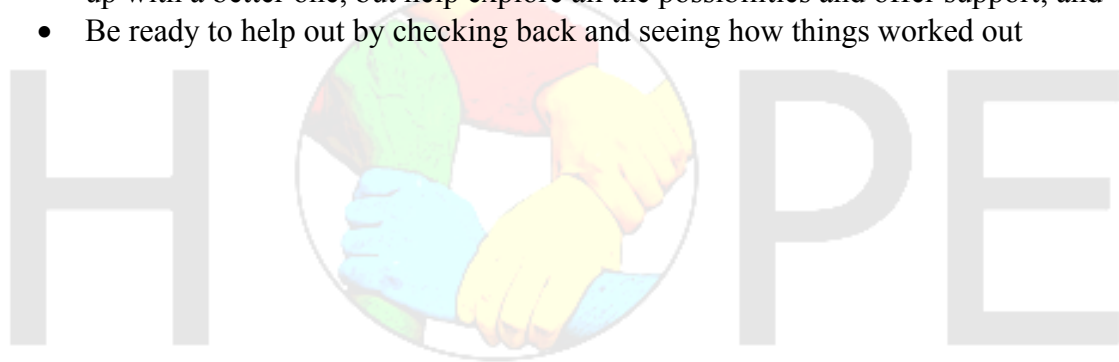 up with a better one, but help explore all the possibilities and offer support, and
• Be ready to help out by checking back and seeing how things worked out
H PE